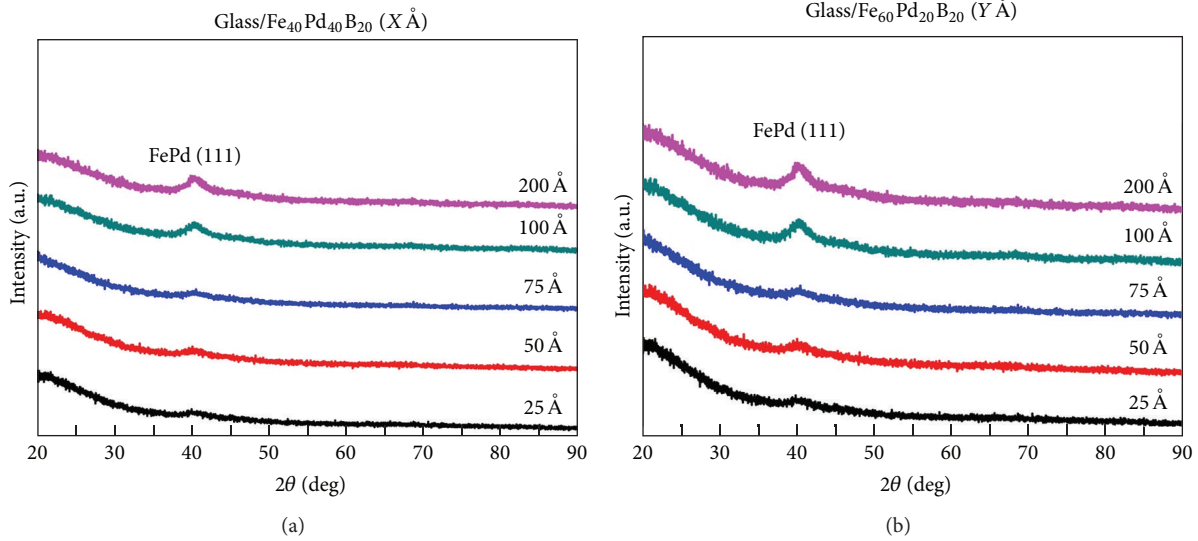 Glass/Fe₄₀Pd₄₀B₂₀ (X Å)
Intensity (a.u.)
FePd (111)
200 Å
100 Å
75 Å
50 Å
25 Å
20 30 40 50 60 70 80 90
2θ (deg)
(a)
Glass/Fe₆₀Pd₂₀B₂₀ (Y Å)
Intensity (a.u.)
FePd (111)
200 Å
100 Å
75 Å
50 Å
25 Å
20 30 40 50 60 70 80 90
2θ (deg)
(b)